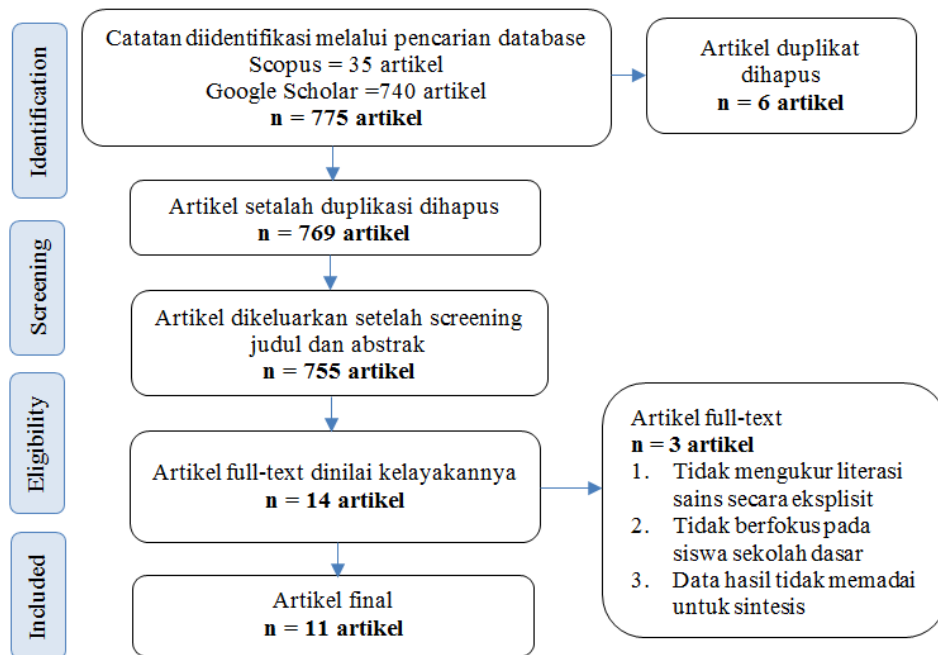 Identification
Catatan diidentifikasi melalui pencarian database
Scopus = 35 artikel
Google Scholar =740 artikel
n = 775 artikel
Artikel duplikat
dihapus
n = 6 artikel
Artikel setalah duplikasi dihapus
n = 769 artikel
Screening
Artikel dikeluarkan setelah screening
judul dan abstrak
n = 755 artikel
Eligibility
Artikel full-text dinilai kelayakannya
n = 14 artikel
Artikel full-text
n = 3 artikel
1. Tidak mengukur literasi
sains secara eksplisit
2. Tidak berfokus pada
siswa sekolah dasar
3. Data hasil tidak memadai
untuk sintesis
Included
Artikel final
n = 11 artikel